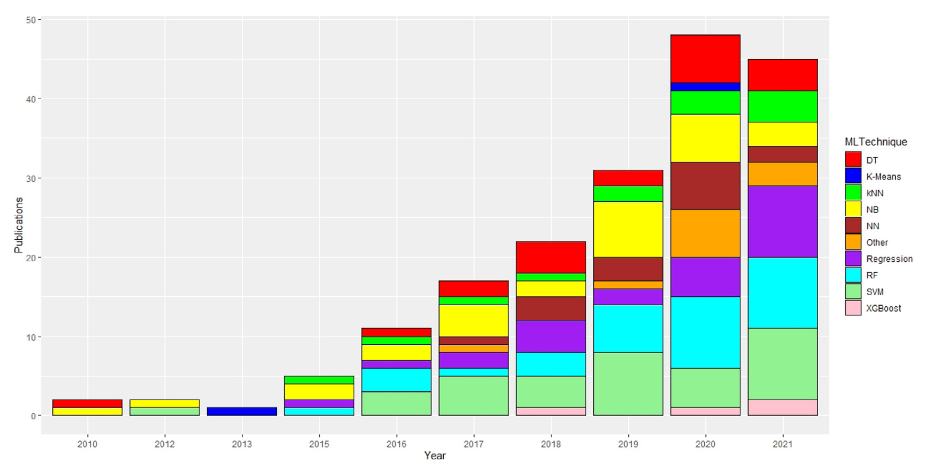 50
40
30
20
10
0
Publications
2010 2012 2013 2015 2016 2017 2018 2019 2020 2021
Year
MLTechnique
DT
K-Means
kNN
NB
NN
Other
Regression
RF
SVM
XGBoost